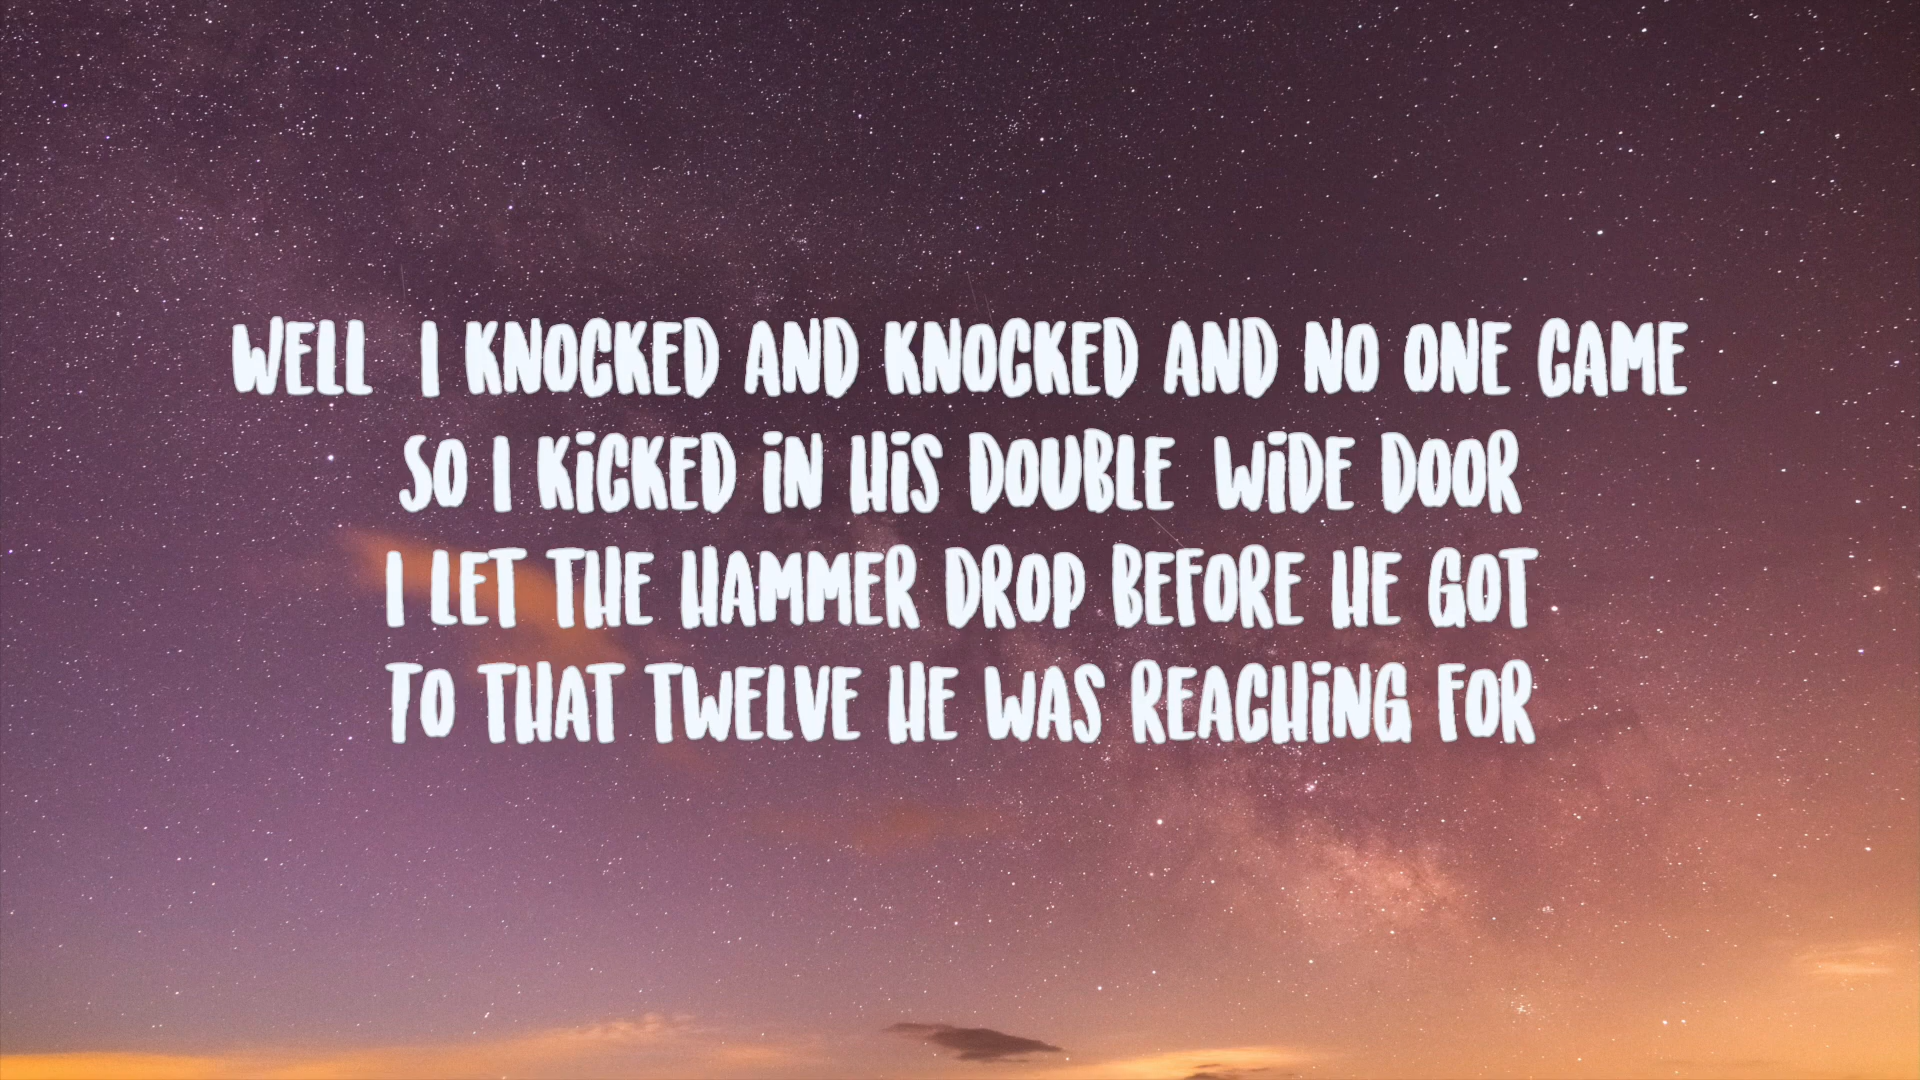 WELL I KNOCKED AND KNOCKED AND NO ONE CAME
SO I KiCKED iN HiS DOUBLE WiDE DOOR
I LET THE HAMMER DROP BEFORE HE GOT
TO THAT TWELVE HE WAS REACHiNG FOR